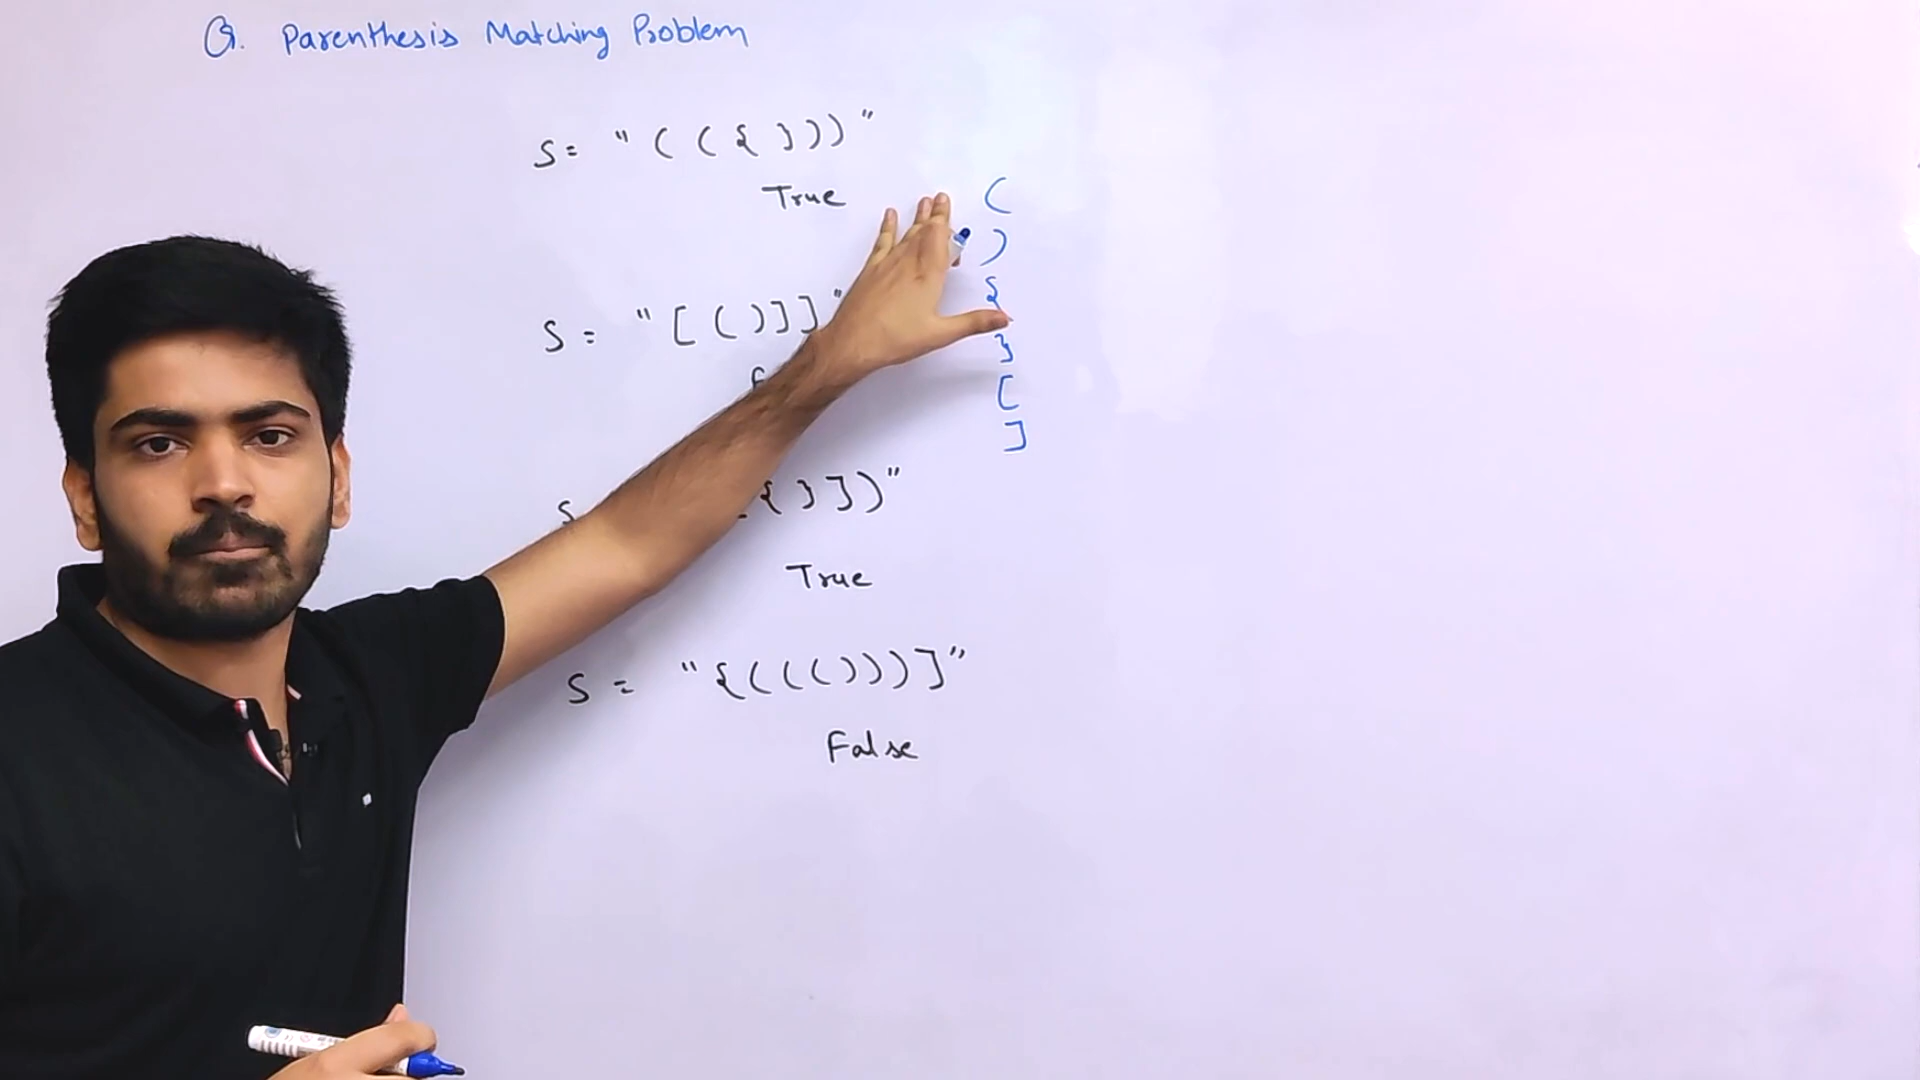 Q. Parenthesis Matching Problem
S= " ( ( { } ) ) "
True
(
)
{
S = " [ ( ) ] ] "
}
[
]
S { } ] ) "
True
S = " { ( ( ( ) ) ) ] "
False